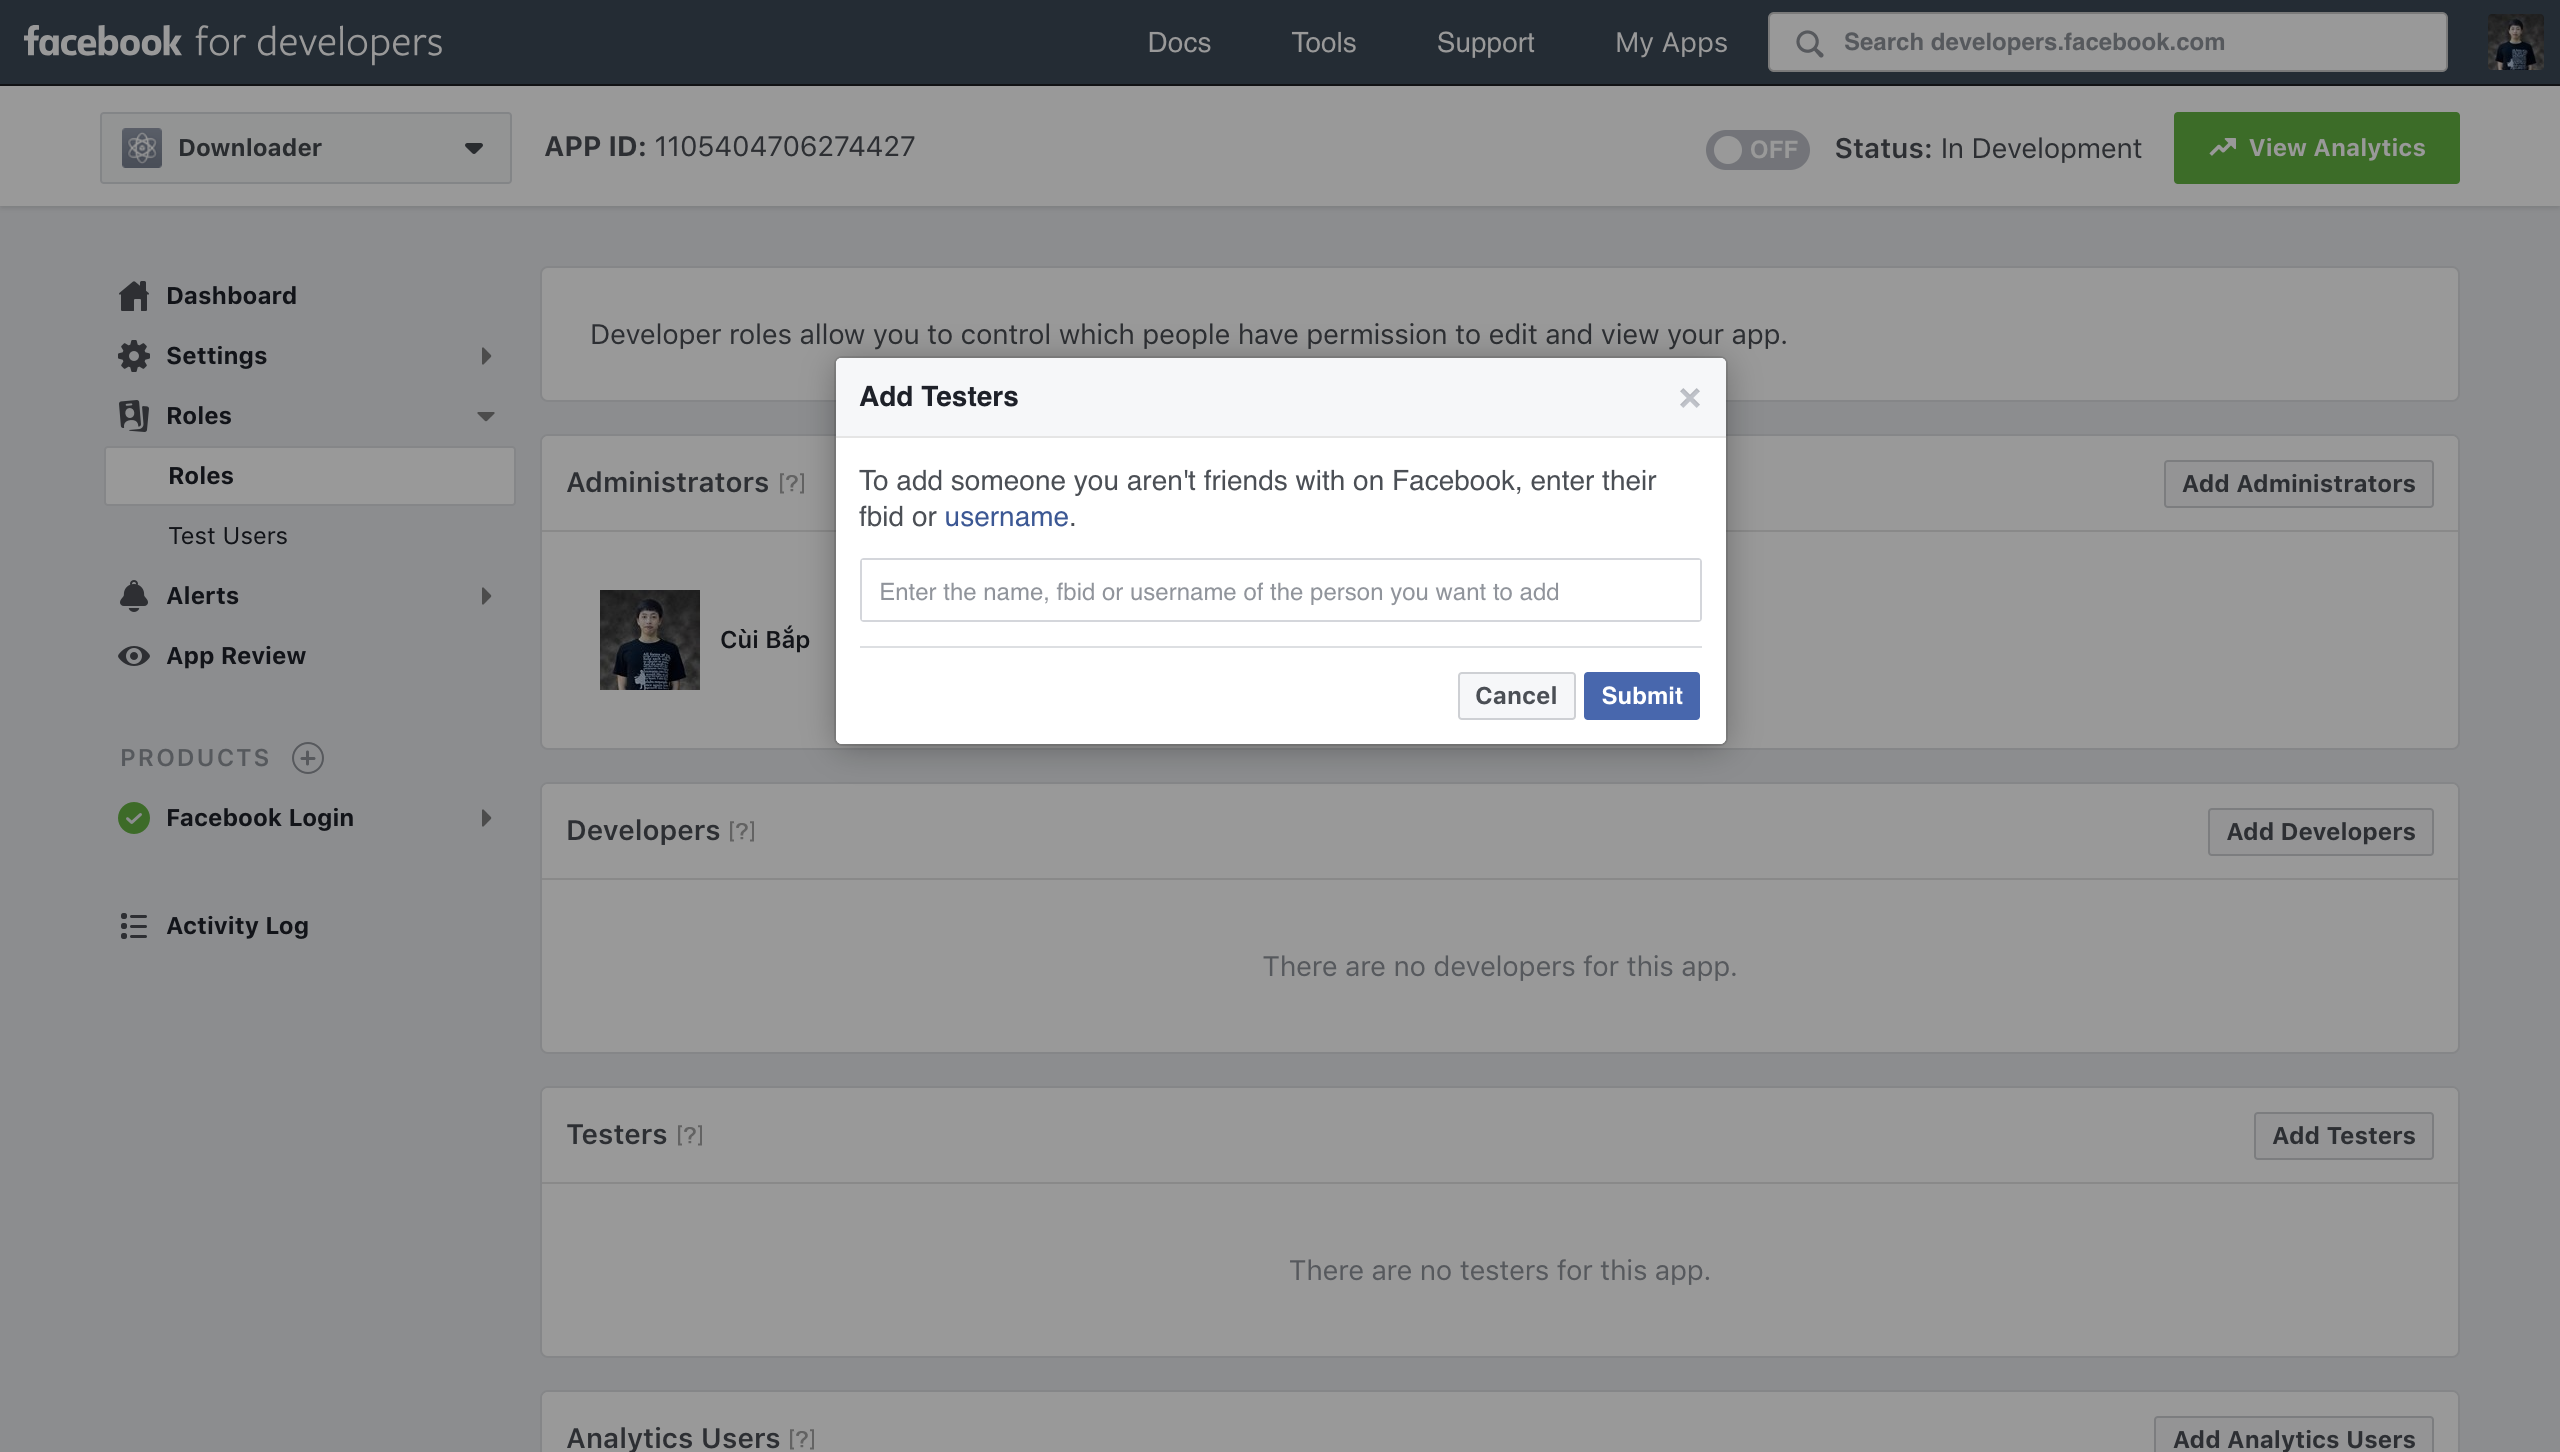 facebook for developers
Docs
Tools
Support
My Apps
Search developers.facebook.com
Downloader
APP ID: 1105404706274427
OFF
Status: In Development
View Analytics
Dashboard
Settings
Roles
Roles
Test Users
Alerts
App Review
PRODUCTS
Facebook Login
Activity Log
Developer roles allow you to control which people have permission to edit and view your app.
Add Testers
To add someone you aren't friends with on Facebook, enter their
fbid or username.
Enter the name, fbid or username of the person you want to add
Cancel
Submit
Administrators [?]
Add Administrators
Cùi Bắp
Developers [?]
Add Developers
There are no developers for this app.
Testers [?]
Add Testers
There are no testers for this app.
Analytics Users [?]
Add Analytics Users